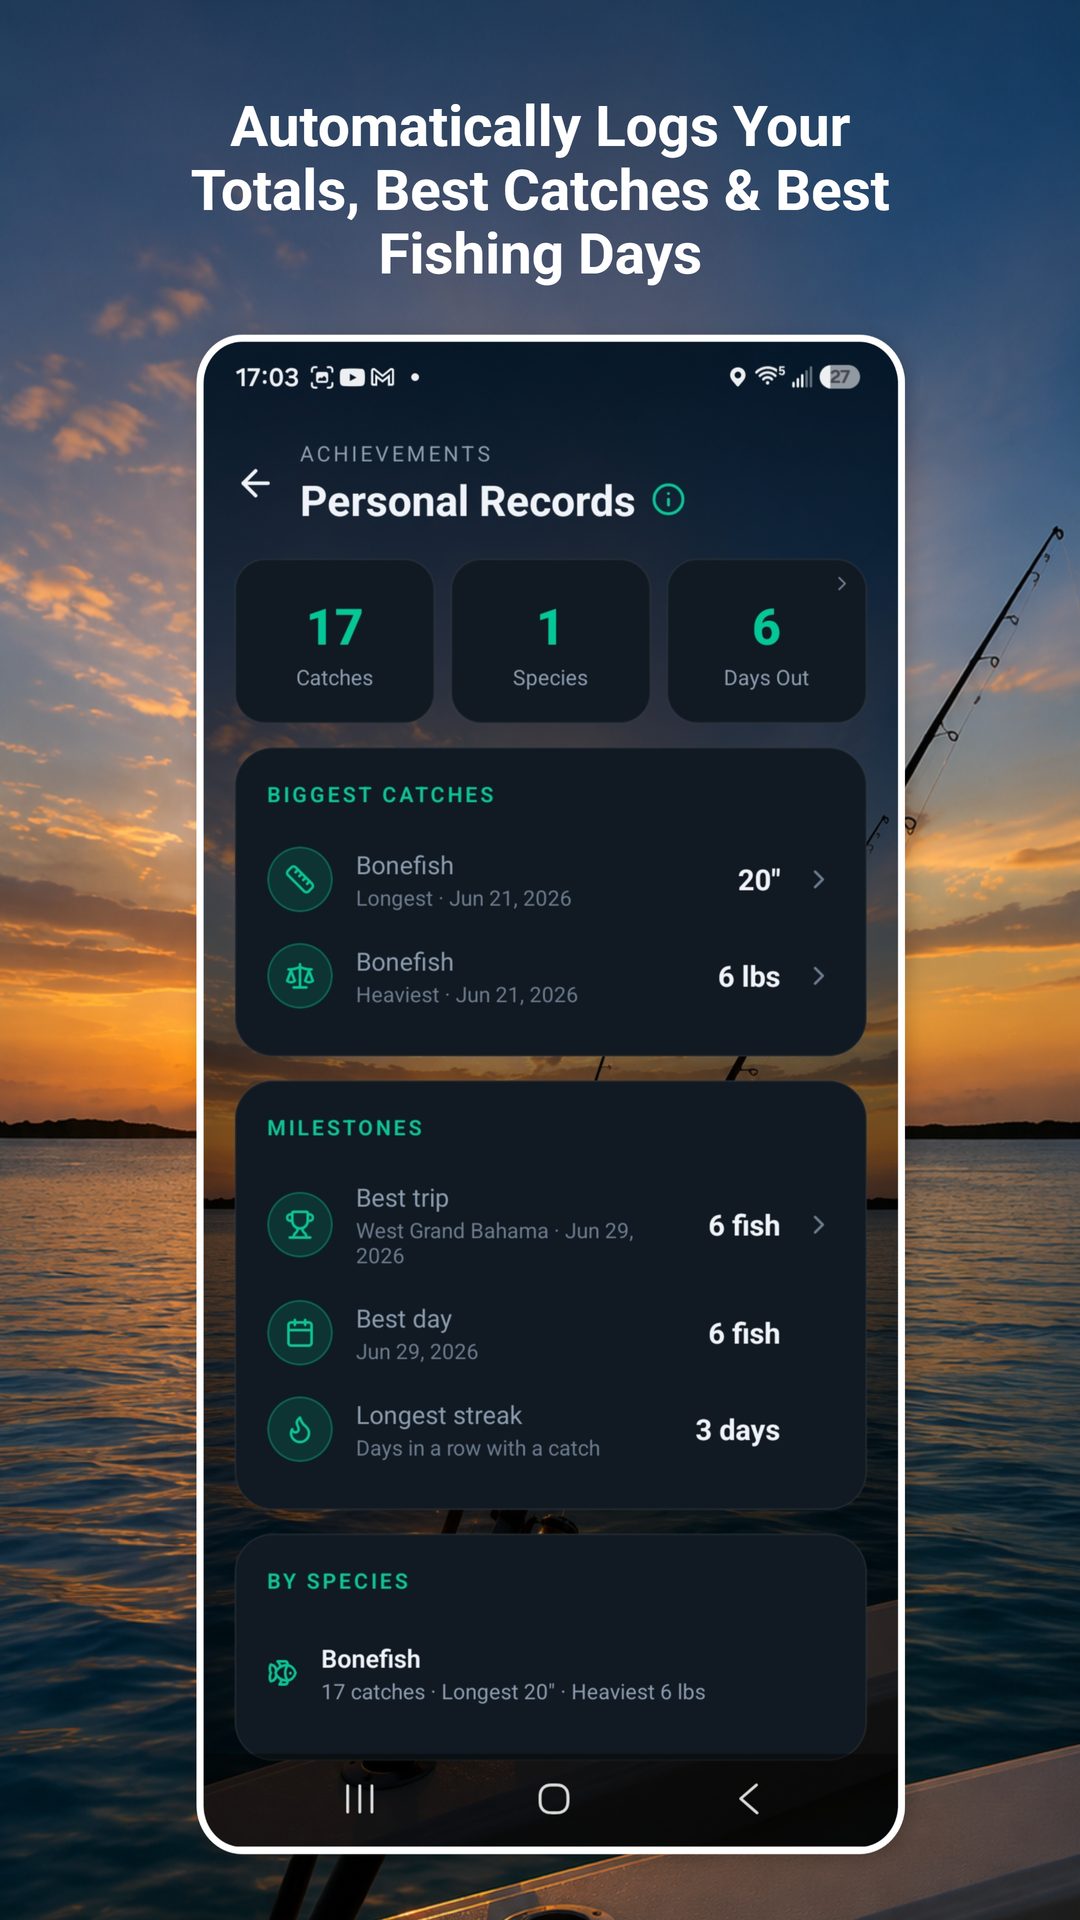 Automatically Logs Your
Totals, Best Catches & Best
Fishing Days
17:03
5
27
ACHIEVEMENTS
Personal Records
17
Catches
1
Species
6
Days Out
BIGGEST CATCHES
Bonefish
Longest · Jun 21, 2026
20"
Bonefish
Heaviest · Jun 21, 2026
6 lbs
MILESTONES
Best trip
West Grand Bahama · Jun 29,
2026
6 fish
Best day
Jun 29, 2026
6 fish
Longest streak
Days in a row with a catch
3 days
BY SPECIES
Bonefish
17 catches · Longest 20" · Heaviest 6 lbs